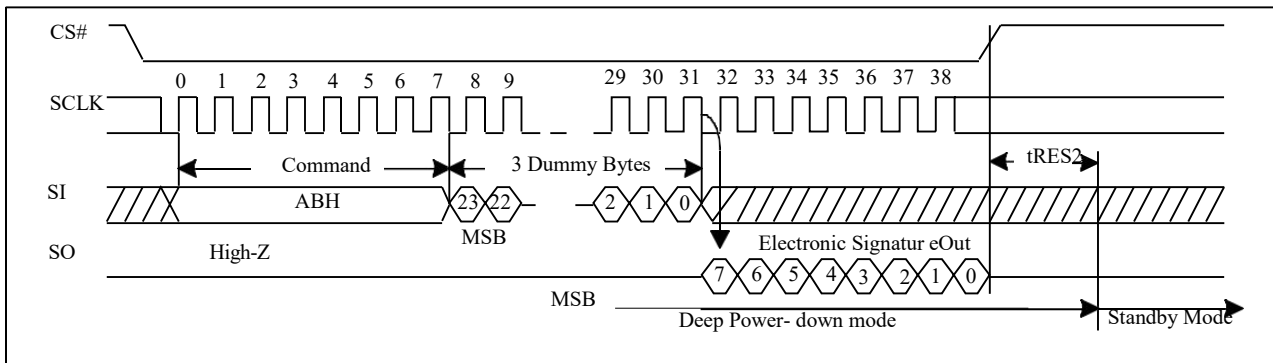 CS#
0 1 2 3 4 5 6 7 8 9 29 30 31 32 33 34 35 36 37 38
SCLK
Command 3 Dummy Bytes tRES2
SI ABH 23 22 2 1 0
MSB
SO High-Z Electronic Signatur eOut
7 6 5 4 3 2 1 0
MSB
Deep Power- down mode Standby Mode